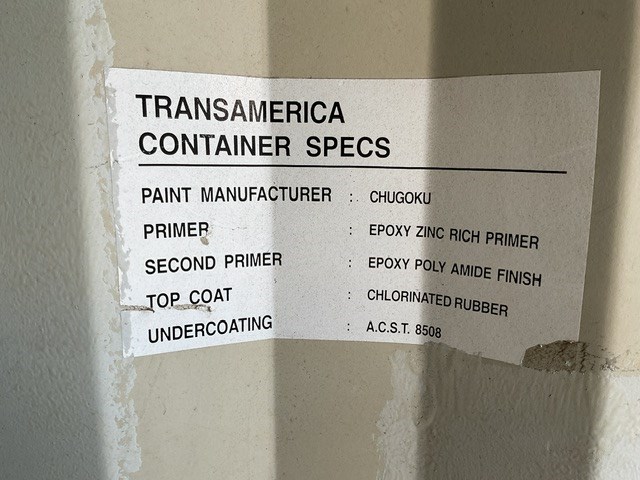 TRANSAMERICA
CONTAINER SPECS
PAINT MANUFACTURER : CHUGOKU
PRIMER : EPOXY ZINC RICH PRIMER
SECOND PRIMER : EPOXY POLY AMIDE FINISH
TOP COAT : CHLORINATED RUBBER
UNDERCOATING : A.C.S.T. 8508